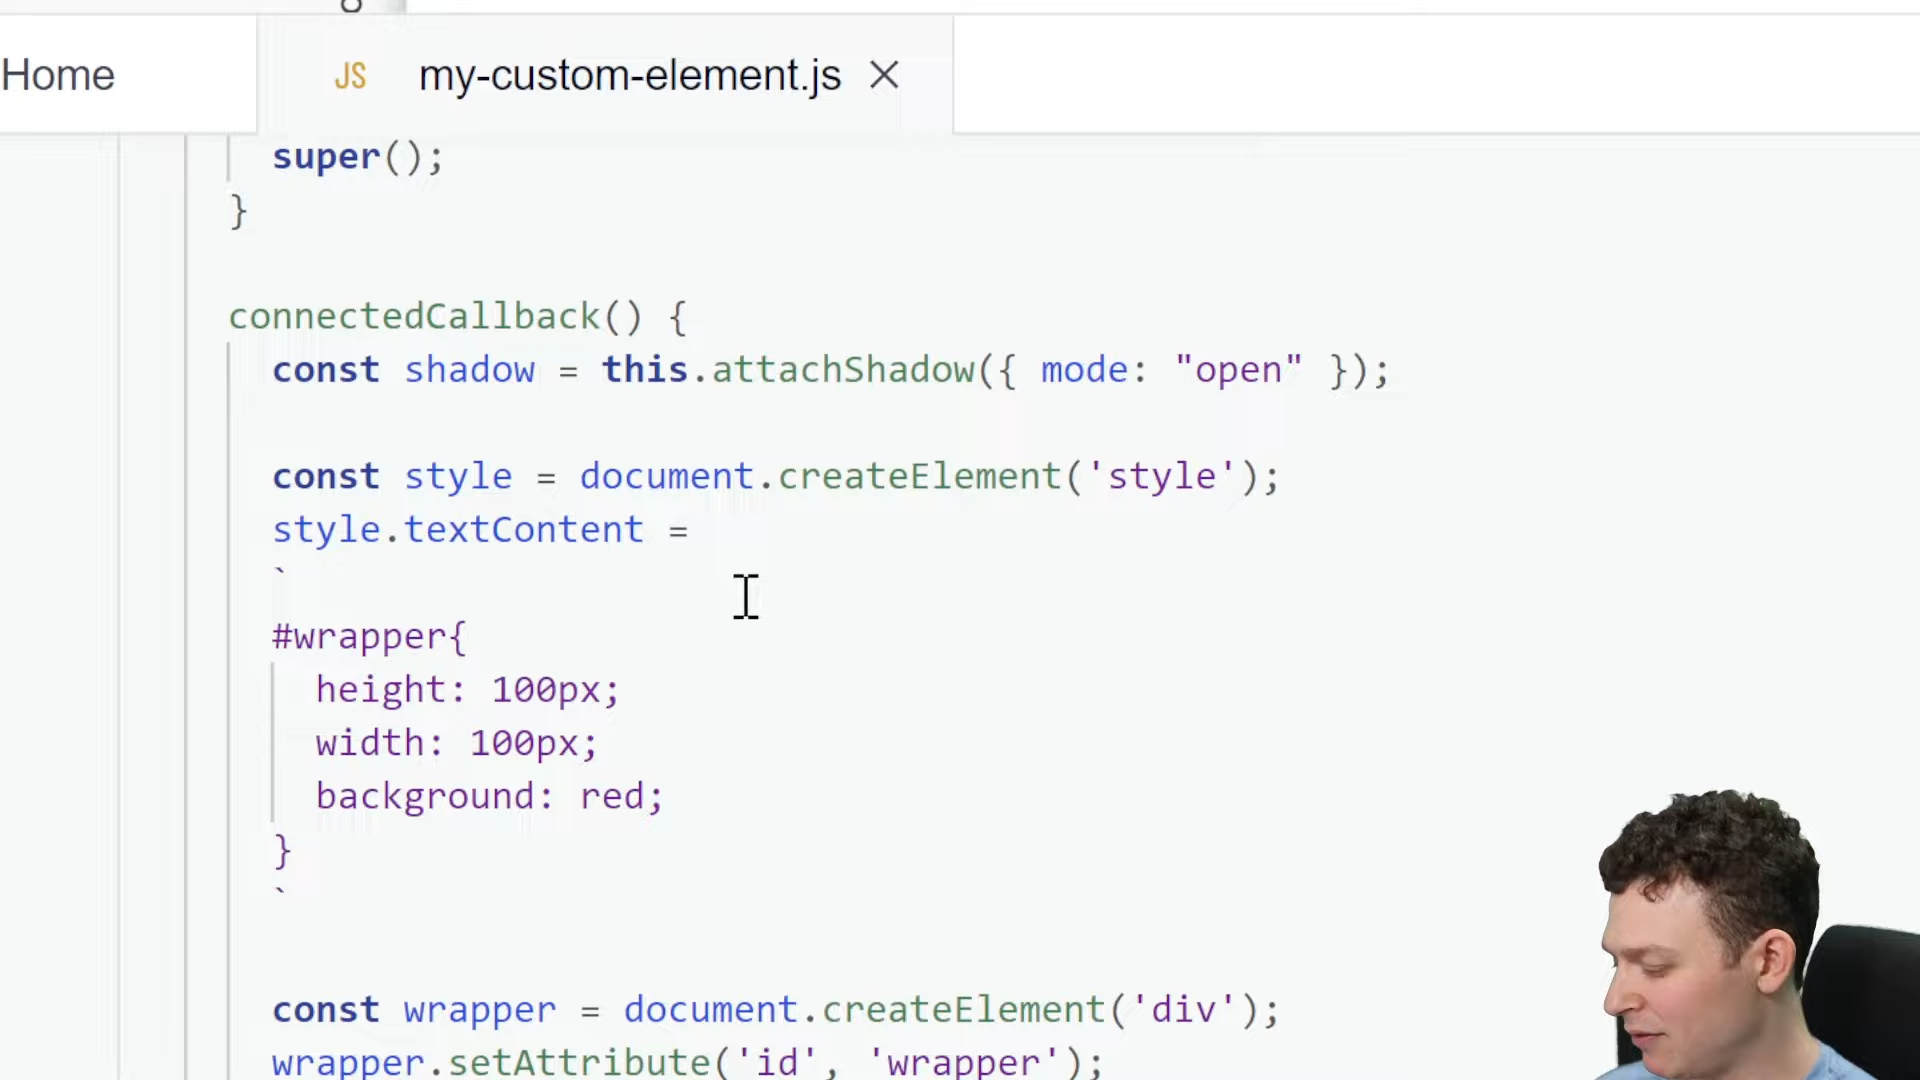 Home
JS my-custom-element.js
super();
}
connectedCallback() {
const shadow = this.attachShadow({ mode: "open" });
const style = document.createElement('style');
style.textContent =
`
#wrapper{
height: 100px;
width: 100px;
background: red;
}
`
const wrapper = document.createElement('div');
wrapper.setAttribute('id', 'wrapper');